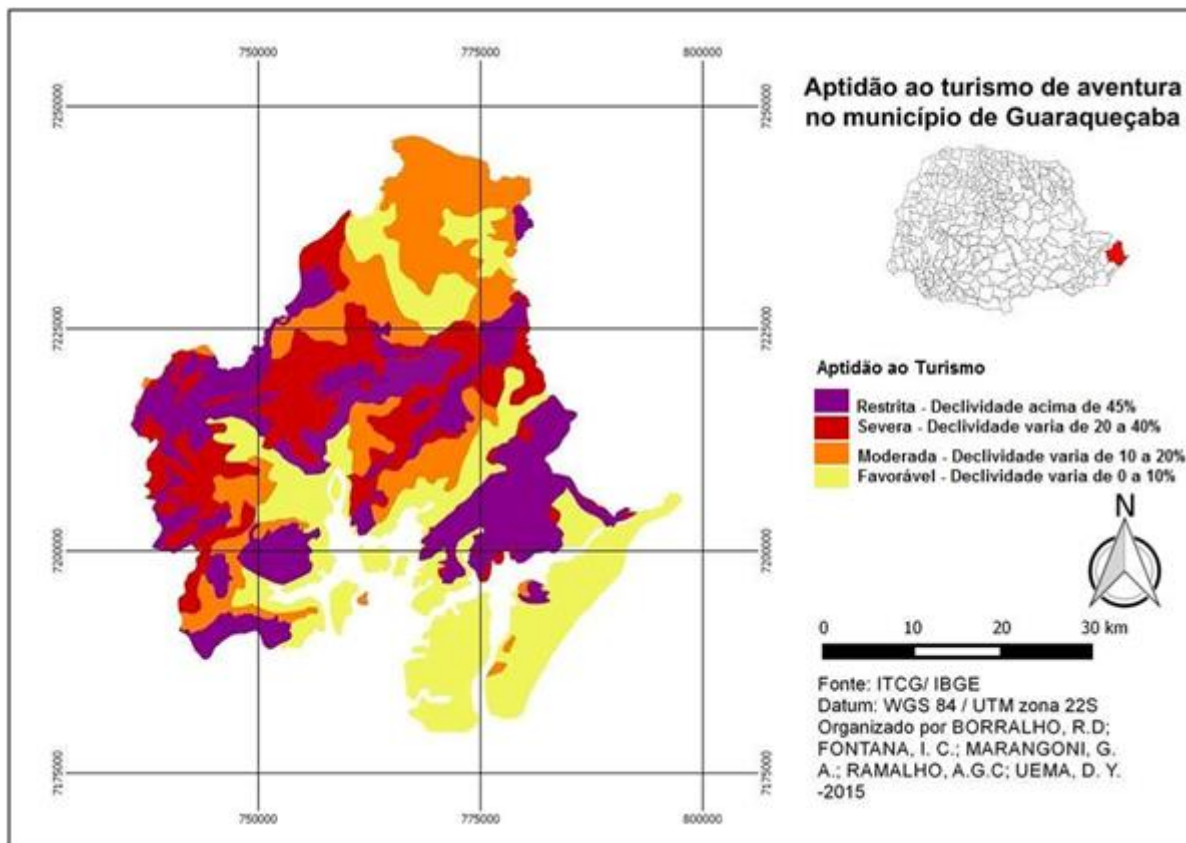 750000
775000
800000
7250000
7250000
7225000
7225000
7200000
7200000
7175000
7175000
750000
775000
800000
Aptidão ao turismo de aventura
no município de Guaraqueçaba
Aptidão ao Turismo
Restrita - Declividade acima de 45%
Severa - Declividade varia de 20 a 40%
Moderada - Declividade varia de 10 a 20%
Favorável - Declividade varia de 0 a 10%
N
0 10 20 30 km
Fonte: ITCG/ IBGE
Datum: WGS 84 / UTM zona 22S
Organizado por BORRALHO, R.D;
FONTANA, I. C.; MARANGONI, G.
A.; RAMALHO, A.G.C; UEMA, D. Y.
-2015